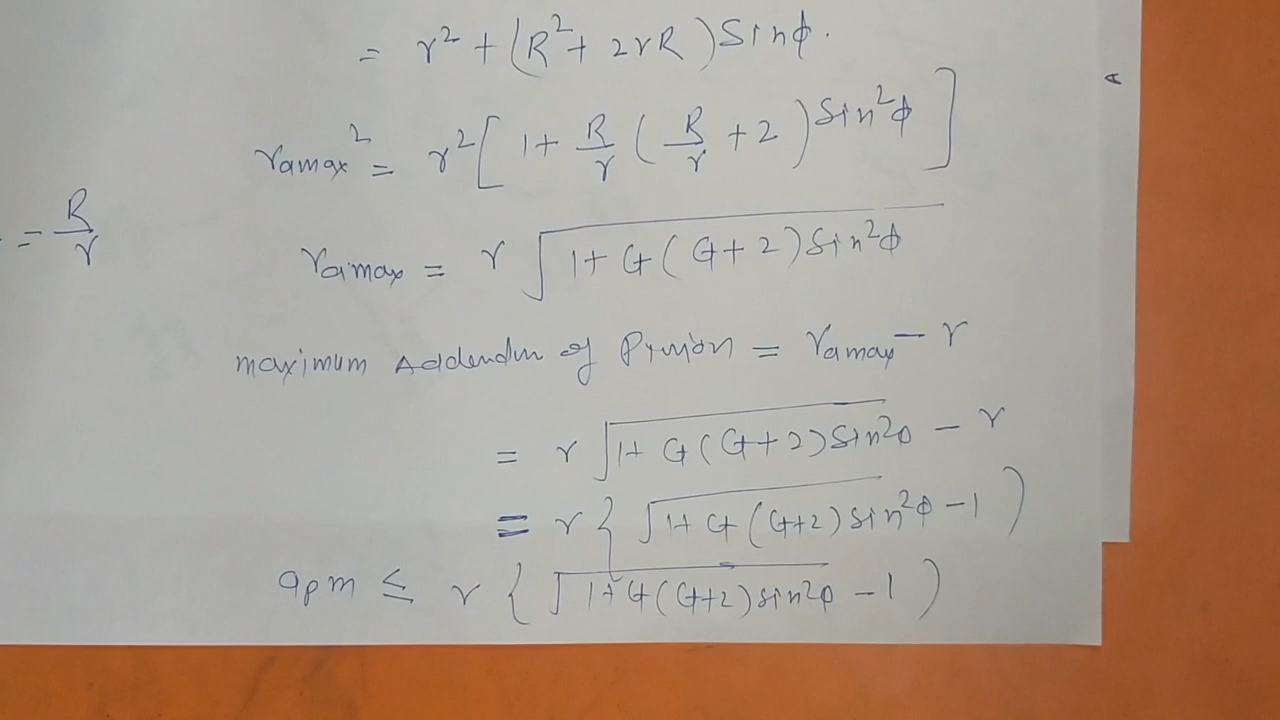 = r² + (R² + 2rR) Sinϕ.
A
ramax² = r² [ 1 + R/r ( R/r + 2 ) Sin²ϕ ]
= R/r
ramax = r √(1 + G (G + 2) Sin²ϕ)
maximum Addendum of Pinion = ramax - r
= r √(1 + G (G + 2) Sin²ϕ) - r
= r { √(1 + G (G+2) sin²ϕ) - 1 )
apm ≤ r { √(1 + G (G+2) sin²ϕ) - 1 )